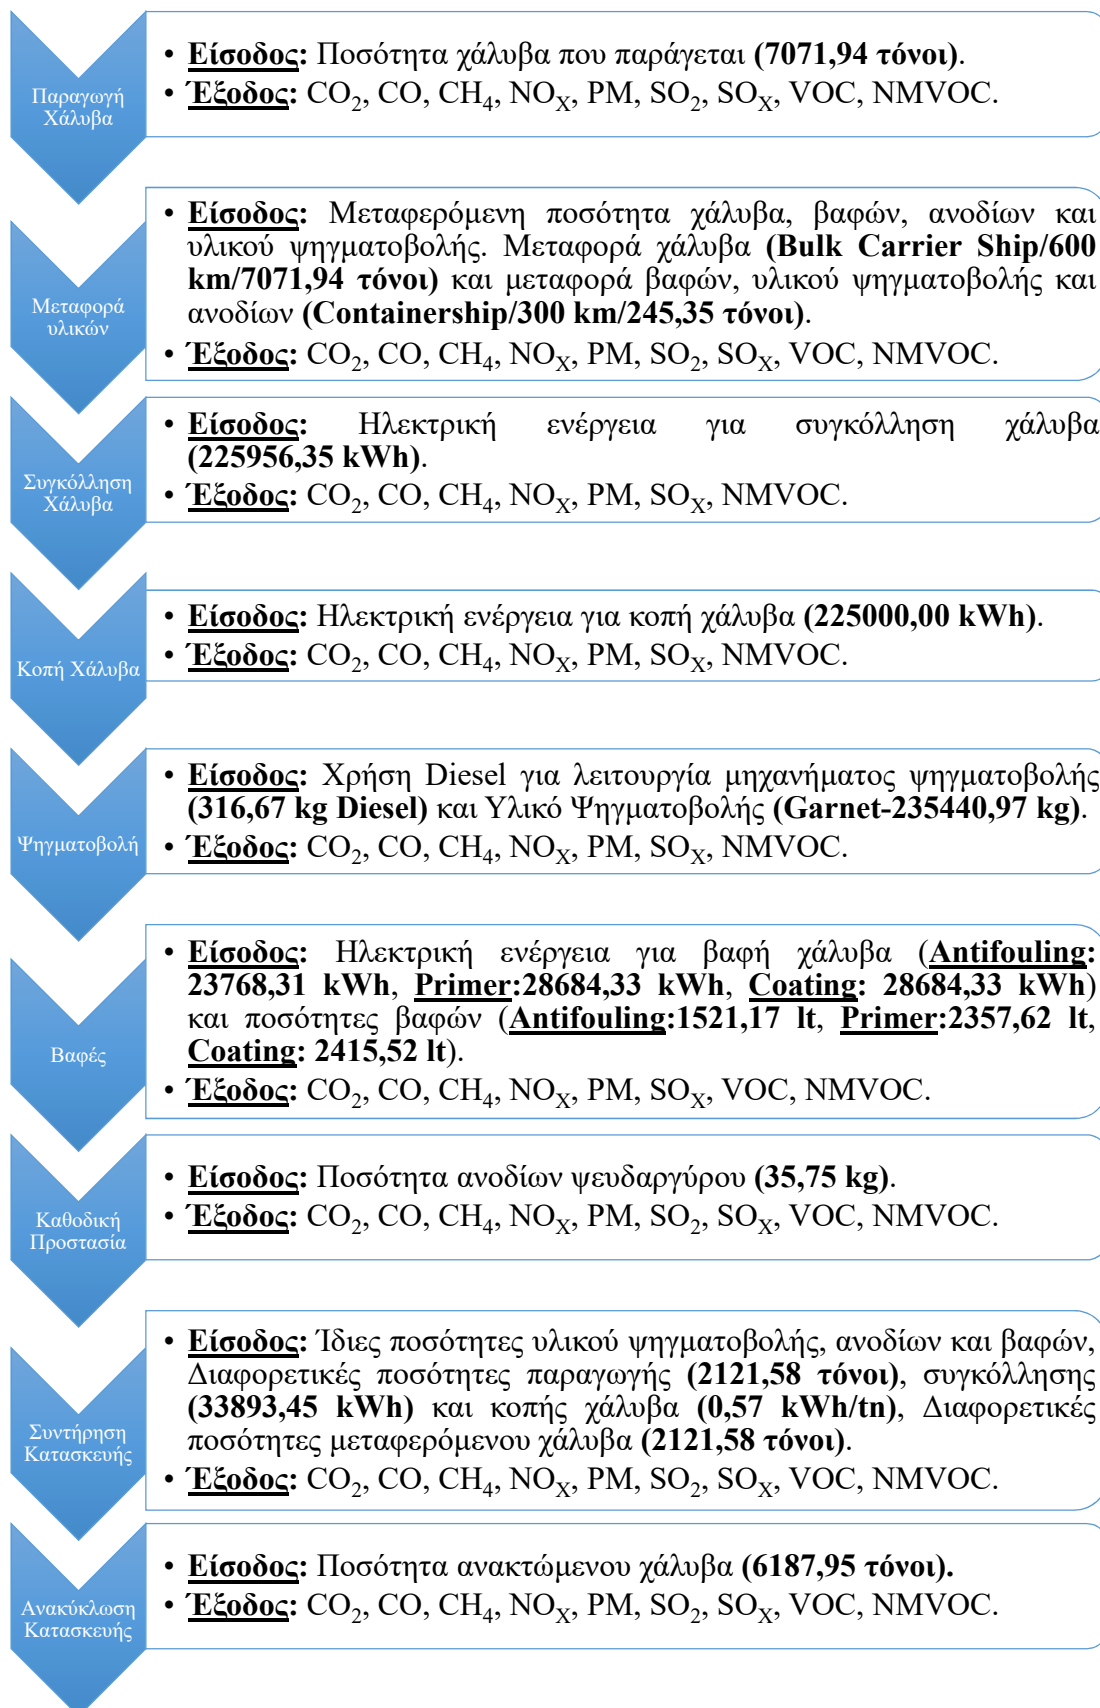 Παραγωγή
Χάλυβα
• Είσοδος: Ποσότητα χάλυβα που παράγεται (7071,94 τόνοι).
• Έξοδος: CO2, CO, CH4, NOX, PM, SO2, SOX, VOC, NMVOC.
Μεταφορά
υλικών
• Είσοδος: Μεταφερόμενη ποσότητα χάλυβα, βαφών, ανοδίων και
υλικού ψηγματοβολής. Μεταφορά χάλυβα (Bulk Carrier Ship/600
km/7071,94 τόνοι) και μεταφορά βαφών, υλικού ψηγματοβολής και
ανοδίων (Containership/300 km/245,35 τόνοι).
• Έξοδος: CO2, CO, CH4, NOX, PM, SO2, SOX, VOC, NMVOC.
Συγκόλληση
Χάλυβα
• Είσοδος: Ηλεκτρική ενέργεια για συγκόλληση χάλυβα
(225956,35 kWh).
• Έξοδος: CO2, CO, CH4, NOX, PM, SOX, NMVOC.
Κοπή Χάλυβα
• Είσοδος: Ηλεκτρική ενέργεια για κοπή χάλυβα (225000,00 kWh).
• Έξοδος: CO2, CO, CH4, NOX, PM, SOX, NMVOC.
Ψηγματοβολή
• Είσοδος: Χρήση Diesel για λειτουργία μηχανήματος ψηγματοβολής
(316,67 kg Diesel) και Υλικό Ψηγματοβολής (Garnet-235440,97 kg).
• Έξοδος: CO2, CO, CH4, NOX, PM, SOX, NMVOC.
Βαφές
• Είσοδος: Ηλεκτρική ενέργεια για βαφή χάλυβα (Antifouling:
23768,31 kWh, Primer:28684,33 kWh, Coating: 28684,33 kWh)
και ποσότητες βαφών (Antifouling:1521,17 lt, Primer:2357,62 lt,
Coating: 2415,52 lt).
• Έξοδος: CO2, CO, CH4, NOX, PM, SOX, VOC, NMVOC.
Καθοδική
Προστασία
• Είσοδος: Ποσότητα ανοδίων ψευδαργύρου (35,75 kg).
• Έξοδος: CO2, CO, CH4, NOX, PM, SO2, SOX, VOC, NMVOC.
Συντήρηση
Κατασκευής
• Είσοδος: Ίδιες ποσότητες υλικού ψηγματοβολής, ανοδίων και βαφών,
Διαφορετικές ποσότητες παραγωγής (2121,58 τόνοι), συγκόλλησης
(33893,45 kWh) και κοπής χάλυβα (0,57 kWh/tn), Διαφορετικές
ποσότητες μεταφερόμενου χάλυβα (2121,58 τόνοι).
• Έξοδος: CO2, CO, CH4, NOX, PM, SO2, SOX, VOC, NMVOC.
Ανακύκλωση
Κατασκευής
• Είσοδος: Ποσότητα ανακτώμενου χάλυβα (6187,95 τόνοι).
• Έξοδος: CO2, CO, CH4, NOX, PM, SO2, SOX, VOC, NMVOC.